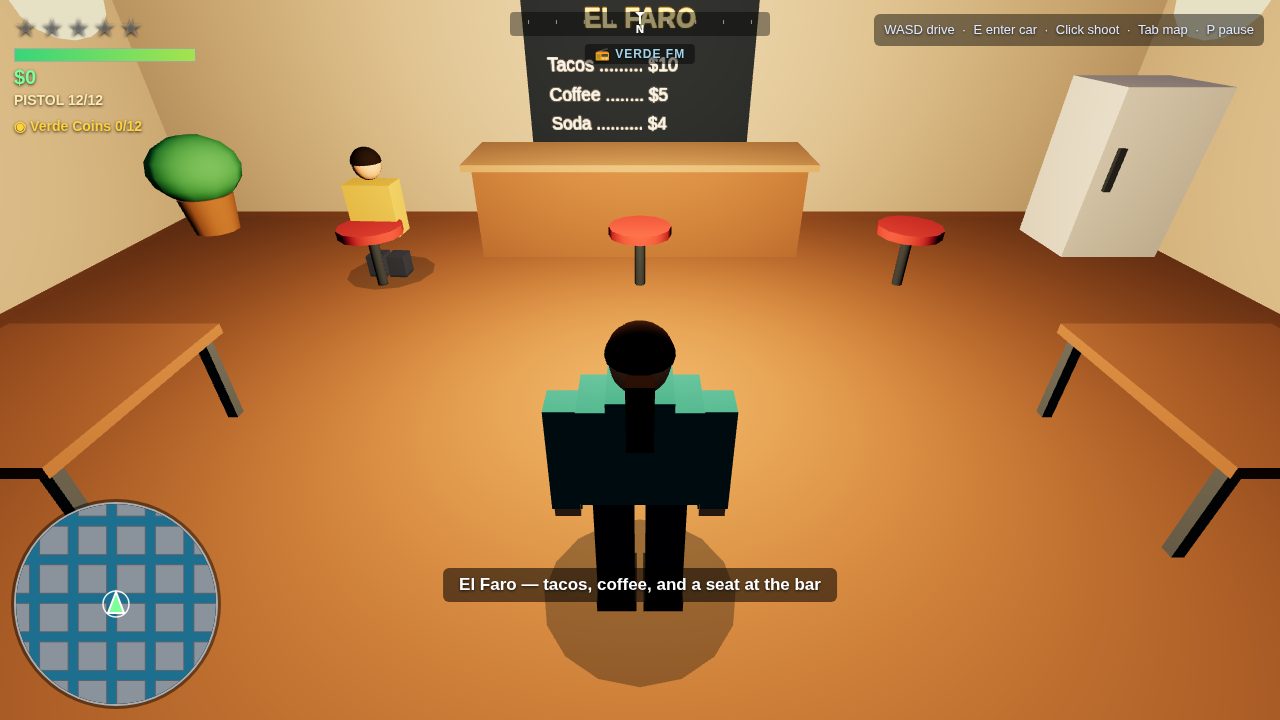 EL FARO
N
VERDE FM
WASD drive · E enter car · Click shoot · Tab map · P pause
$0
PISTOL 12/12
Verde Coins 0/12
Tacos ......... $10
Coffee ........ $5
Soda .......... $4
El Faro — tacos, coffee, and a seat at the bar